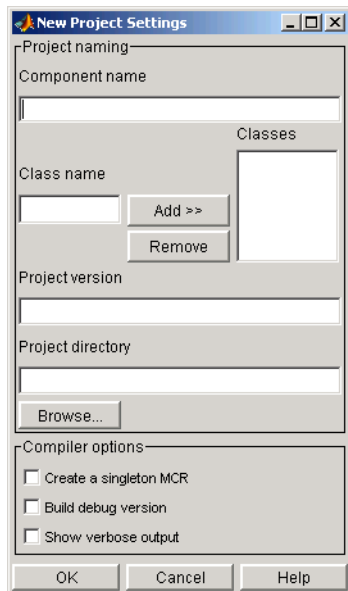 New Project Settings
Project naming
Component name
Classes
Class name
Add >>
Remove
Project version
Project directory
Browse...
Compiler options
Create a singleton MCR
Build debug version
Show verbose output
OK Cancel Help